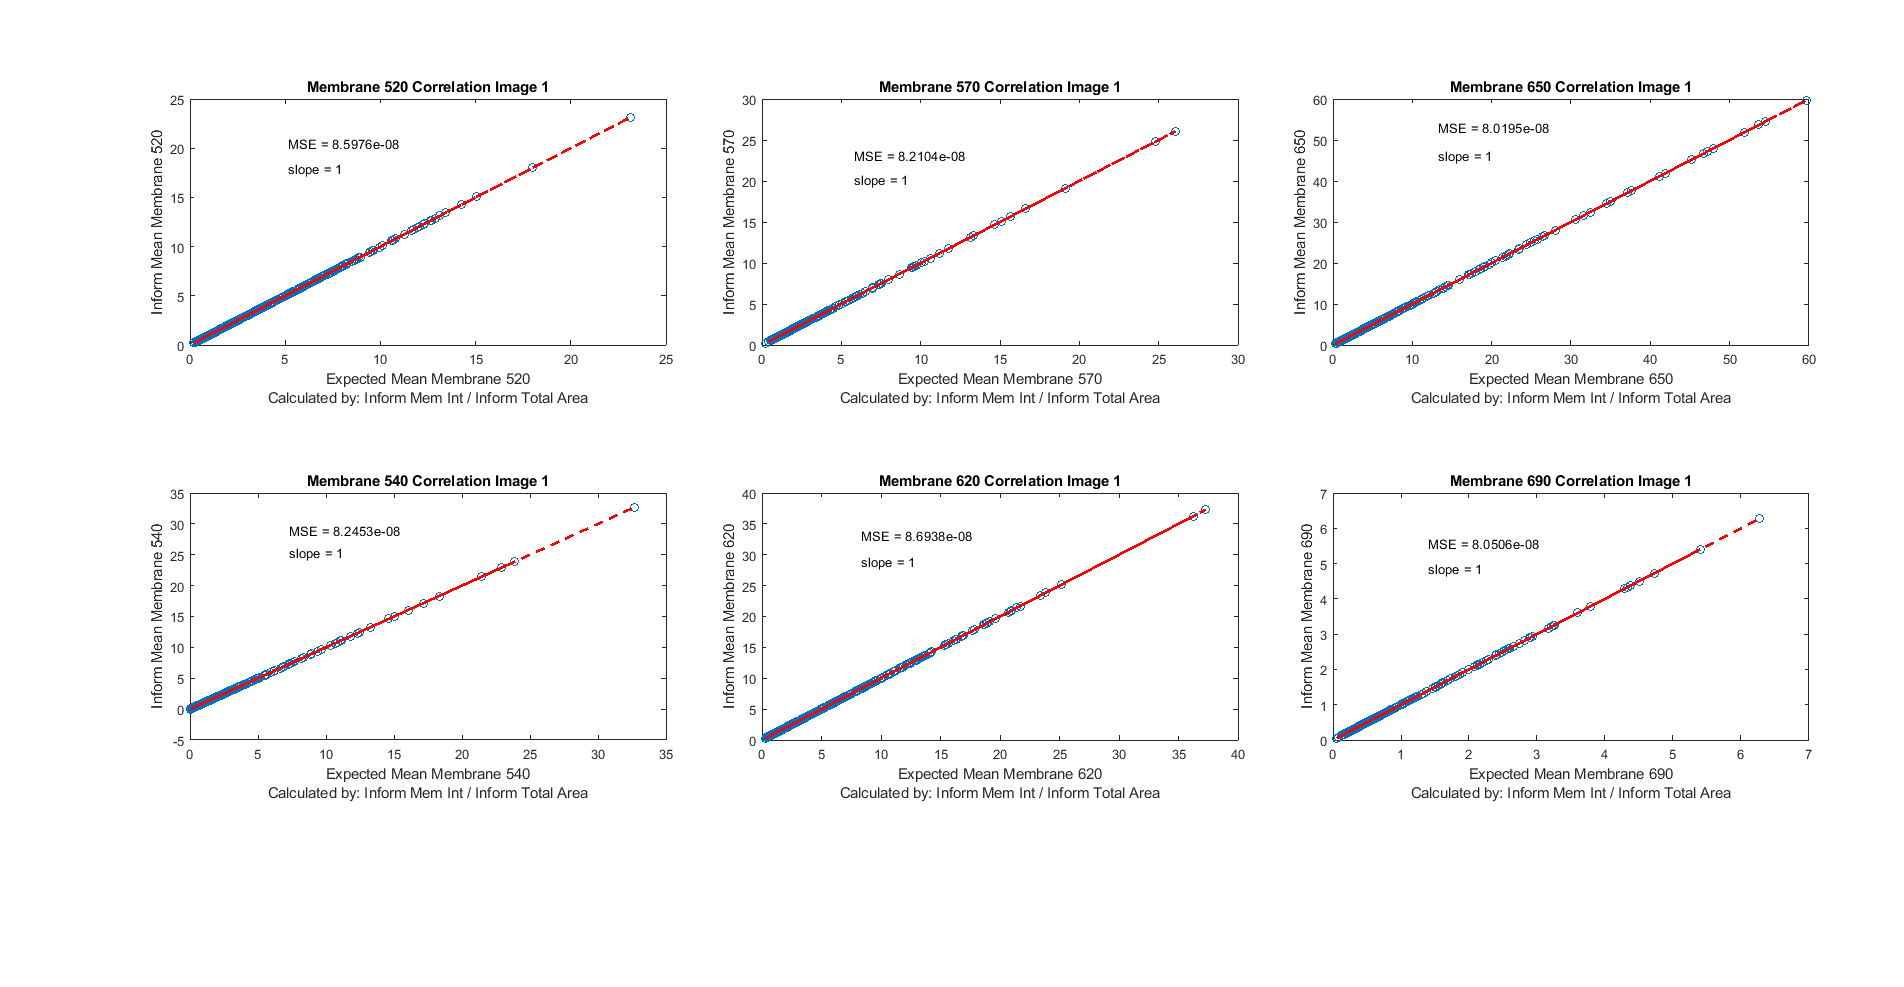 Membrane 520 Correlation Image 1
25
20
15
10
5
0
Inform Mean Membrane 520
MSE = 8.5976e-08
slope = 1
0 5 10 15 20 25
Expected Mean Membrane 520
Calculated by: Inform Mem Int / Inform Total Area
Membrane 570 Correlation Image 1
30
25
20
15
10
5
0
Inform Mean Membrane 570
MSE = 8.2104e-08
slope = 1
0 5 10 15 20 25 30
Expected Mean Membrane 570
Calculated by: Inform Mem Int / Inform Total Area
Membrane 650 Correlation Image 1
60
50
40
30
20
10
0
Inform Mean Membrane 650
MSE = 8.0195e-08
slope = 1
0 10 20 30 40 50 60
Expected Mean Membrane 650
Calculated by: Inform Mem Int / Inform Total Area
Membrane 540 Correlation Image 1
35
30
25
20
15
10
5
0
-5
Inform Mean Membrane 540
MSE = 8.2453e-08
slope = 1
0 5 10 15 20 25 30 35
Expected Mean Membrane 540
Calculated by: Inform Mem Int / Inform Total Area
Membrane 620 Correlation Image 1
40
35
30
25
20
15
10
5
0
Inform Mean Membrane 620
MSE = 8.6938e-08
slope = 1
0 5 10 15 20 25 30 35 40
Expected Mean Membrane 620
Calculated by: Inform Mem Int / Inform Total Area
Membrane 690 Correlation Image 1
7
6
5
4
3
2
1
0
Inform Mean Membrane 690
MSE = 8.0506e-08
slope = 1
0 1 2 3 4 5 6 7
Expected Mean Membrane 690
Calculated by: Inform Mem Int / Inform Total Area